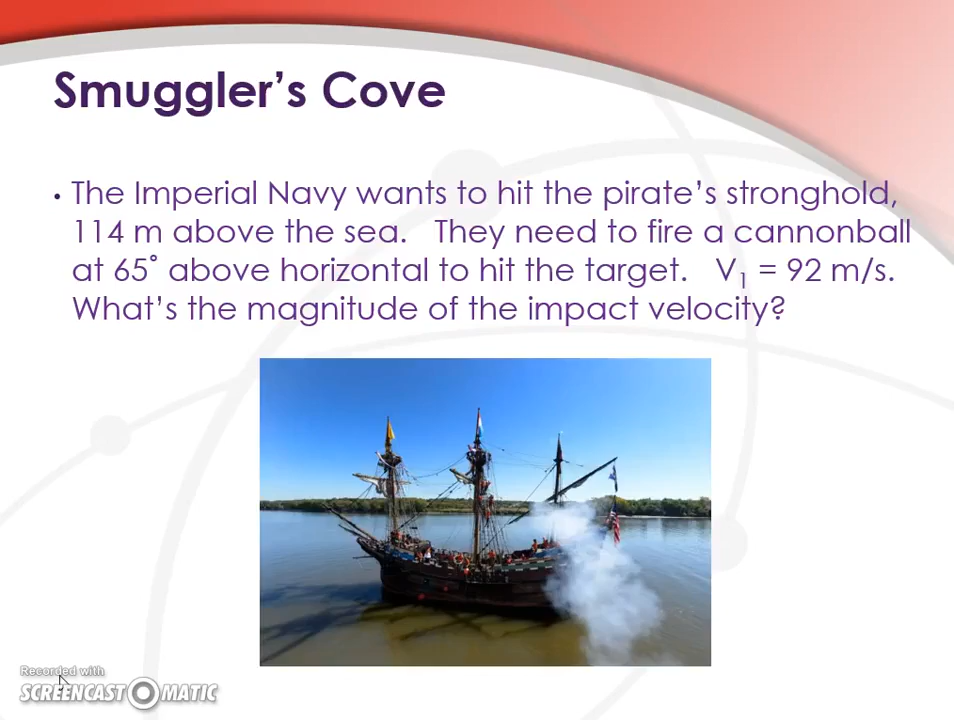 Smuggler's Cove
• The Imperial Navy wants to hit the pirate's stronghold,
114 m above the sea. They need to fire a cannonball
at 65˚ above horizontal to hit the target. V₁ = 92 m/s.
What's the magnitude of the impact velocity?
Recorded with
SCREENCAST O MATIC